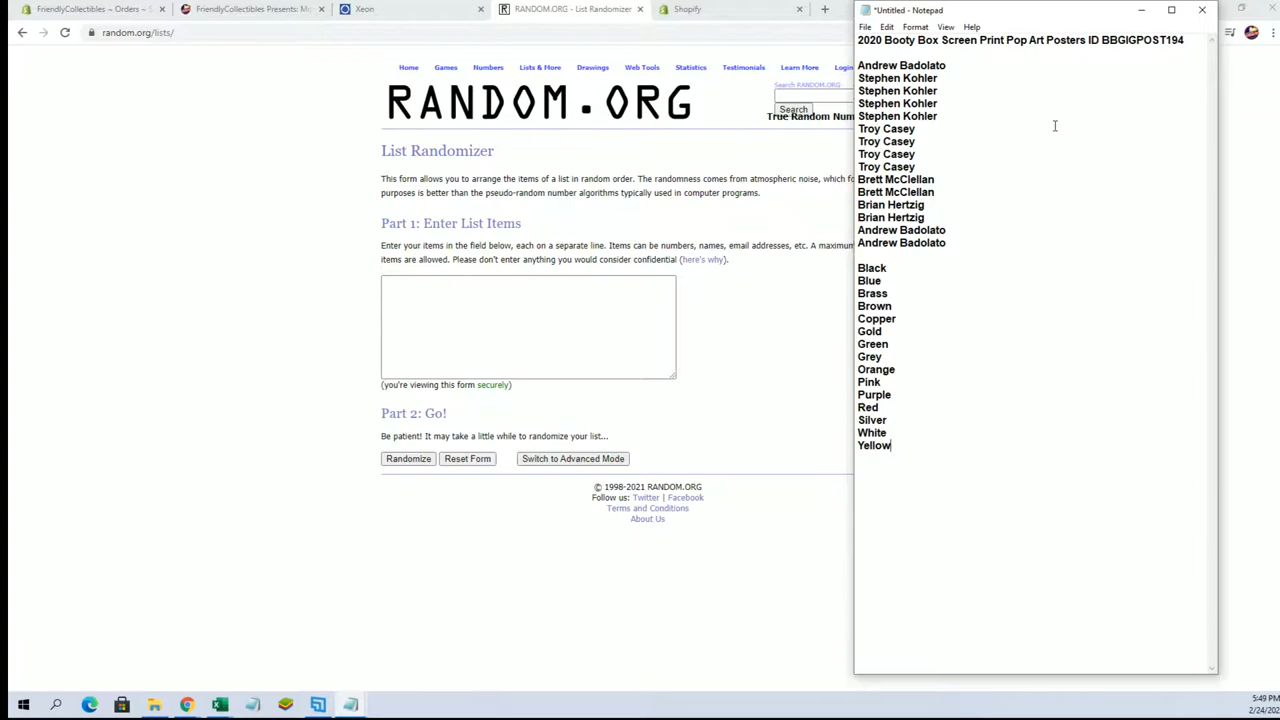 FriendlyCollectibles ~ Orders ~ S
FriendlyCollectibles Presents: Mo
Xeon
RANDOM.ORG - List Randomizer
Shopify
random.org/lists/
Home Games Numbers Lists & More Drawings Web Tools Statistics Testimonials Learn More Login
RANDOM.ORG
Search RANDOM.ORG
Search
True Random Num
List Randomizer
This form allows you to arrange the items of a list in random order. The randomness comes from atmospheric noise, which fo
purposes is better than the pseudo-random number algorithms typically used in computer programs.
Part 1: Enter List Items
Enter your items in the field below, each on a separate line. Items can be numbers, names, email addresses, etc. A maximum
items are allowed. Please don't enter anything you would consider confidential (here's why).
(you're viewing this form securely)
Part 2: Go!
Be patient! It may take a little while to randomize your list...
Randomize Reset Form Switch to Advanced Mode
© 1998-2021 RANDOM.ORG
Follow us: Twitter | Facebook
Terms and Conditions
About Us
*Untitled - Notepad
File Edit Format View Help
2020 Booty Box Screen Print Pop Art Posters ID BBGIGPOST194
Andrew Badolato
Stephen Kohler
Stephen Kohler
Stephen Kohler
Stephen Kohler
Troy Casey
Troy Casey
Troy Casey
Troy Casey
Brett McClellan
Brett McClellan
Brian Hertzig
Brian Hertzig
Andrew Badolato
Andrew Badolato
Black
Blue
Brass
Brown
Copper
Gold
Green
Grey
Orange
Pink
Purple
Red
Silver
White
Yellow
5:49 PM
2/24/202